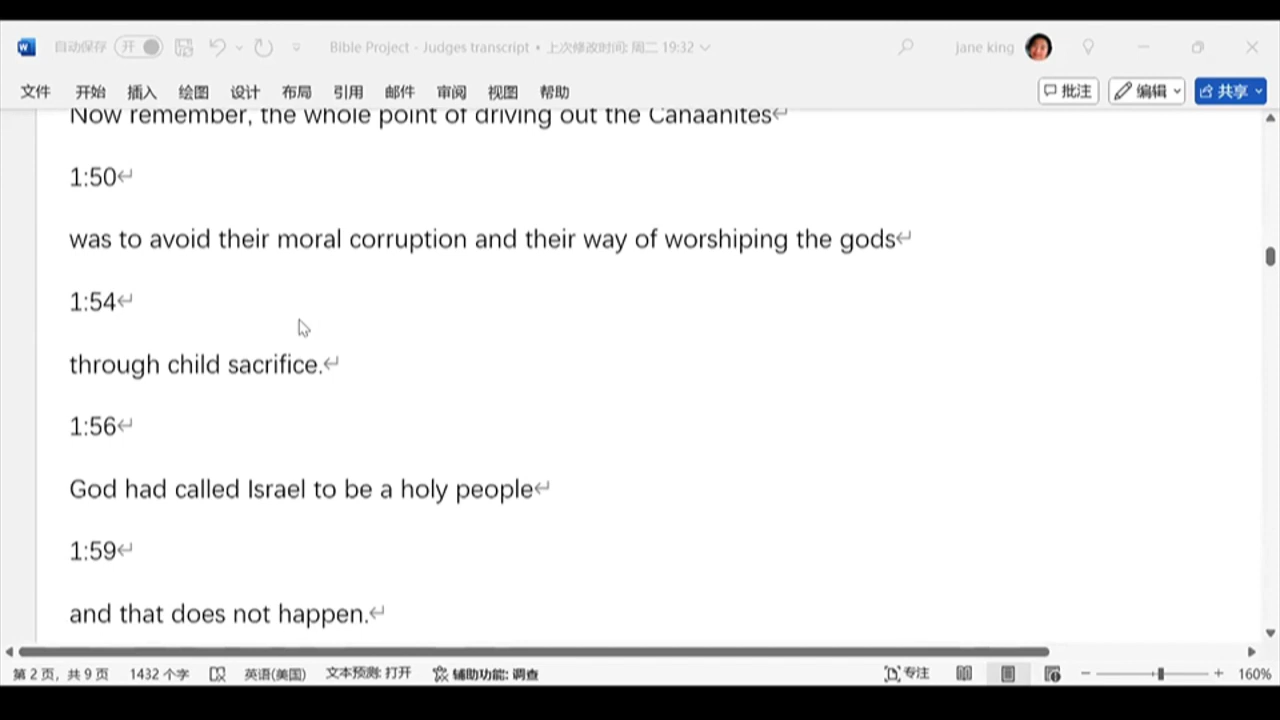 自动保存 开 Bible Project - Judges transcript • 上次修改时间: 周二 19:32 jane king
文件 开始 插入 绘图 设计 布局 引用 邮件 审阅 视图 帮助 批注 编辑 共享
Now remember, the whole point of driving out the Canaanites
1:50
was to avoid their moral corruption and their way of worshiping the gods
1:54
through child sacrifice.
1:56
God had called Israel to be a holy people
1:59
and that does not happen.
第 2 页, 共 9 页 1432 个字 英语(美国) 文本预测: 打开 辅助功能: 调查 专注 160%